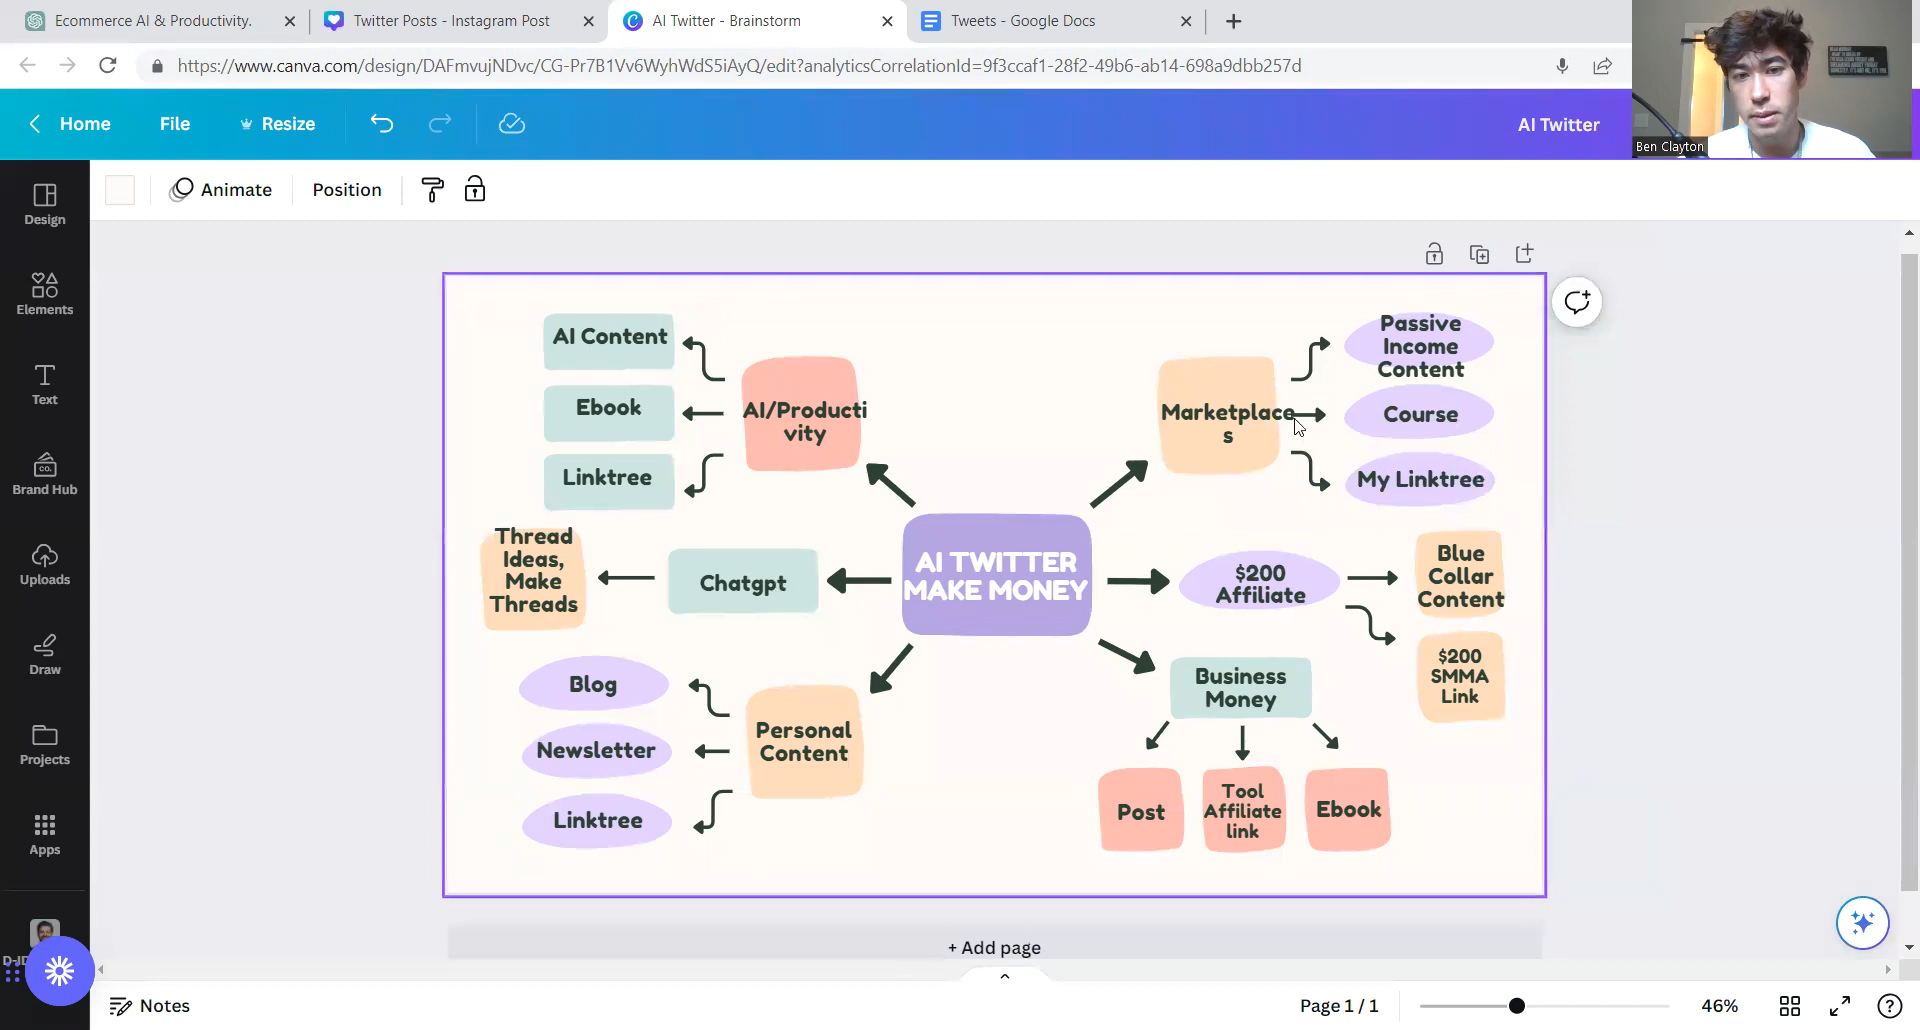 Ecommerce AI & Productivity.
Twitter Posts - Instagram Post
AI Twitter - Brainstorm
Tweets - Google Docs
https://www.canva.com/design/DAFmvujNDvc/CG-Pr7B1Vv6WyhWdS5iAyQ/edit?analyticsCorrelationId=9f3ccaf1-28f2-49b6-ab14-698a9dbb257d
Home
File
Resize
AI Twitter
Ben Clayton
Animate
Position
Design
Elements
Text
CO.
Brand Hub
Uploads
Draw
Projects
Apps
AI Content
Ebook
Linktree
AI/Producti
vity
Marketplace
s
Passive
Income
Content
Course
My Linktree
Thread
Ideas,
Make
Threads
Chatgpt
AI TWITTER
MAKE MONEY
$200
Affiliate
Blue
Collar
Content
$200
SMMA
Link
Blog
Newsletter
Linktree
Personal
Content
Business
Money
Post
Tool
Affiliate
link
Ebook
+ Add page
Notes
Page 1 / 1
46%